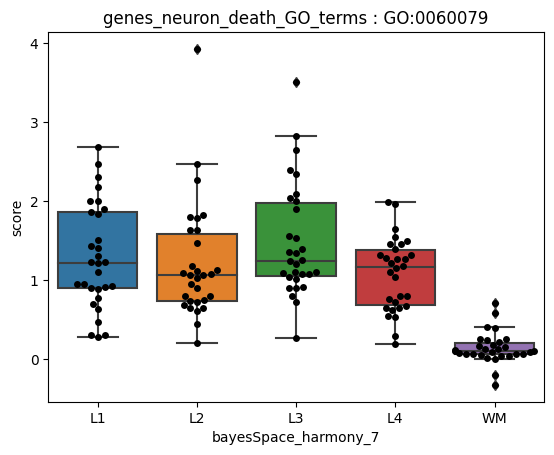 genes_neuron_death_GO_terms : GO:0060079
4
3
2
1
0
score
L1 L2 L3 L4 WM
bayesSpace_harmony_7